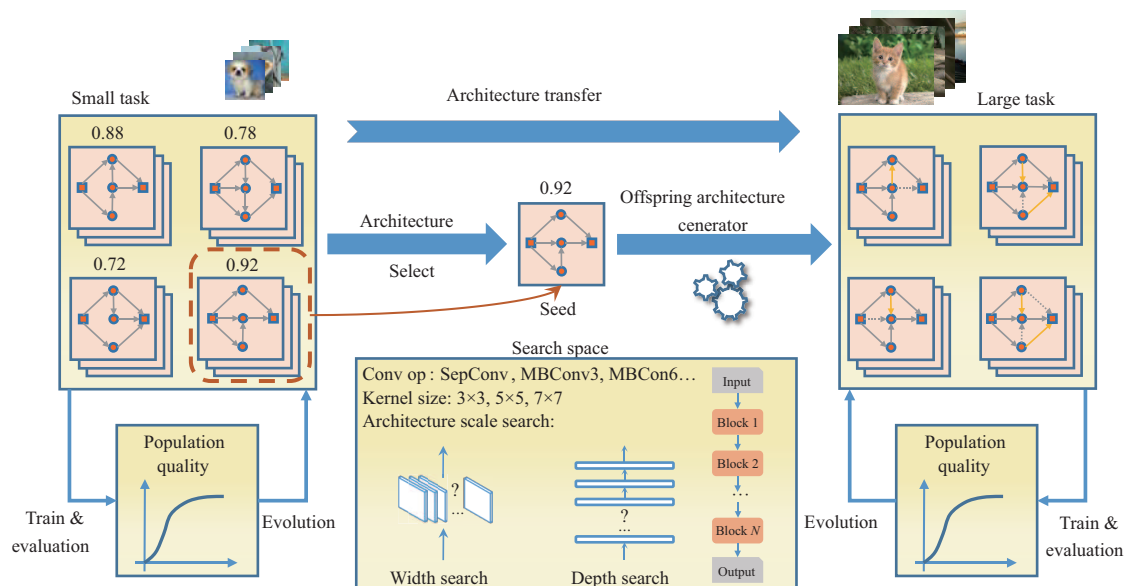 Small task
Architecture transfer
Large task
0.88
0.78
0.92
Architecture
Select
Offspring architecture
cenerator
0.72
0.92
Seed
Search space
Conv op : SepConv, MBConv3, MBCon6...
Kernel size: 3×3, 5×5, 7×7
Architecture scale search:
?
...
Width search
?
...
Depth search
Input
Block 1
Block 2
...
Block N
Output
Population
quality
Train &
evaluation
Evolution
Population
quality
Evolution
Train &
evaluation